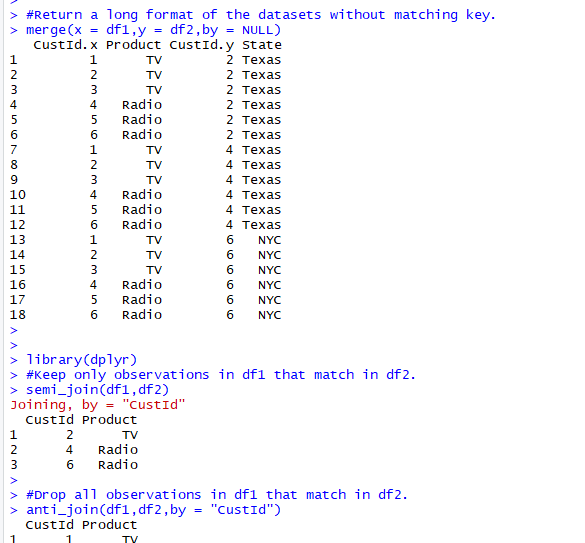 >
> #Return a long format of the datasets without matching key.
> merge(x = df1,y = df2,by = NULL)
   CustId.x Product CustId.y State
1         1      TV        2 Texas
2         2      TV        2 Texas
3         3      TV        2 Texas
4         4   Radio        2 Texas
5         5   Radio        2 Texas
6         6   Radio        2 Texas
7         1      TV        4 Texas
8         2      TV        4 Texas
9         3      TV        4 Texas
10        4   Radio        4 Texas
11        5   Radio        4 Texas
12        6   Radio        4 Texas
13        1      TV        6   NYC
14        2      TV        6   NYC
15        3      TV        6   NYC
16        4   Radio        6   NYC
17        5   Radio        6   NYC
18        6   Radio        6   NYC
>
>
> library(dplyr)
> #Keep only observations in df1 that match in df2.
> semi_join(df1,df2)
Joining, by = "CustId"
  CustId Product
1      2      TV
2      4   Radio
3      6   Radio
>
> #Drop all observations in df1 that match in df2.
> anti_join(df1,df2,by = "CustId")
  CustId Product
1      1      TV